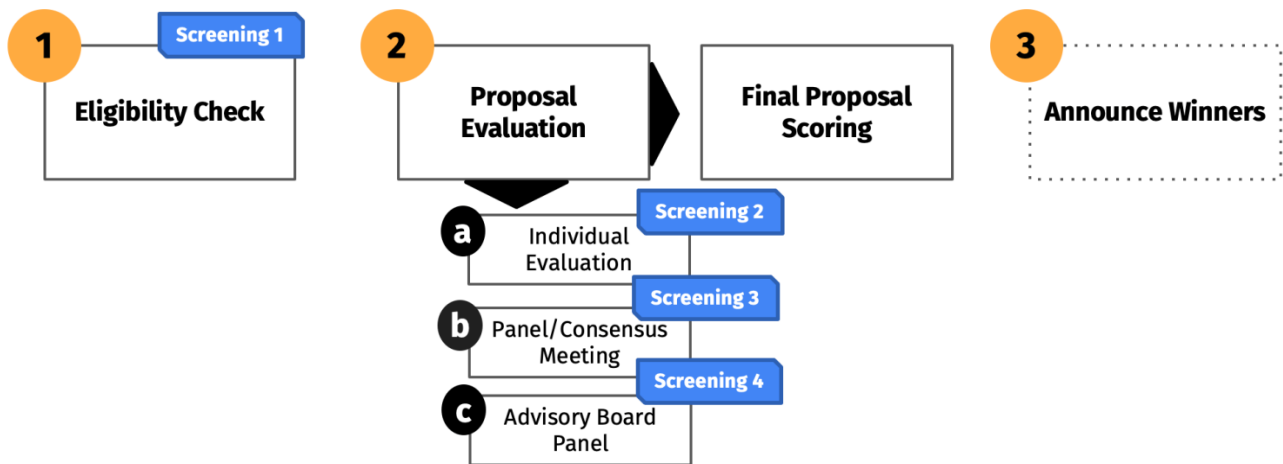 1
Screening 1
Eligibility Check
2
Proposal
Evaluation
Final Proposal
Scoring
3
Announce Winners
Screening 2
a
Individual
Evaluation
Screening 3
b
Panel/Consensus
Meeting
Screening 4
c
Advisory Board
Panel